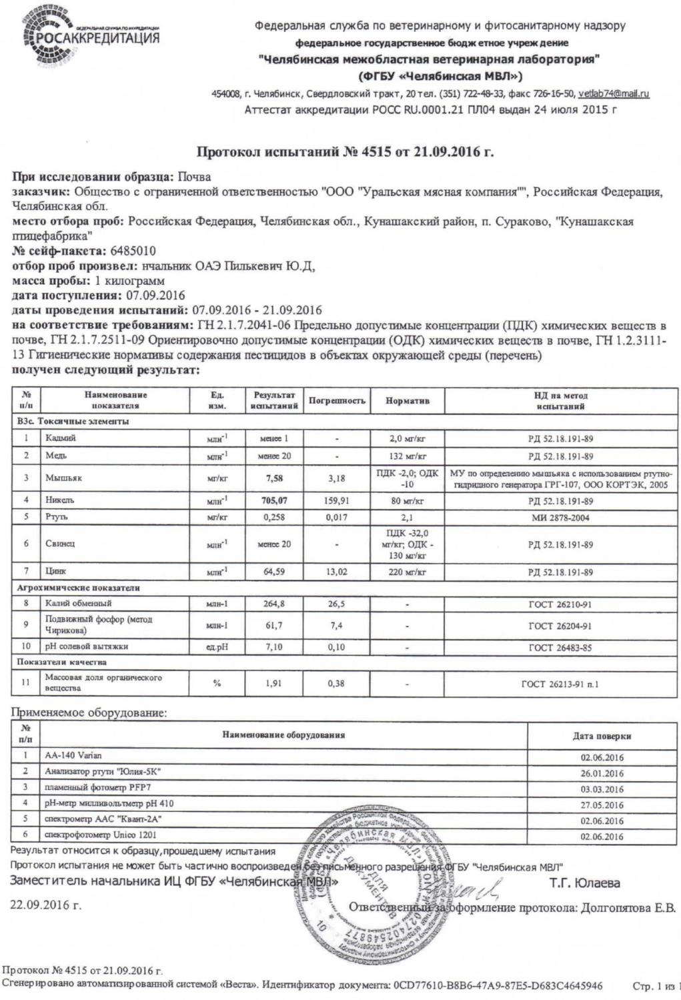 ФЕДЕРАЛЬНАЯ СЛУЖБА ПО АККРЕДИТАЦИИ
РОСАККРЕДИТАЦИЯ
Федеральная служба по ветеринарному и фитосанитарному надзору
федеральное государственное бюджетное учреждение
"Челябинская межобластная ветеринарная лаборатория"
(ФГБУ «Челябинская МВЛ»)
454008, г. Челябинск, Свердловский тракт, 20 тел. (351) 722-48-33, факс 726-16-50, vetlab74@mail.ru
Аттестат аккредитации РОСС RU.0001.21 ПЛ04 выдан 24 июля 2015 г
Протокол испытаний № 4515 от 21.09.2016 г.
При исследовании образца: Почва
заказчик: Общество с ограниченной ответственностью "ООО "Уральская мясная компания"", Российская Федерация,
Челябинская обл.
место отбора проб: Российская Федерация, Челябинская обл., Кунашакский район, п. Сураково, "Кунашакская
птицефабрика"
№ сейф-пакета: 6485010
отбор проб произвел: нчальник ОАЭ Пилькевич Ю.Д,
масса пробы: 1 килограмм
дата поступления: 07.09.2016
даты проведения испытаний: 07.09.2016 - 21.09.2016
на соответствие требованиям: ГН 2.1.7.2041-06 Предельно допустимые концентрации (ПДК) химических веществ в
почве, ГН 2.1.7.2511-09 Ориентировочно допустимые концентрации (ОДК) химических веществ в почве, ГН 1.2.3111-
13 Гигиенические нормативы содержания пестицидов в объектах окружающей среды (перечень)
получен следующий результат:
№ п/п Наименование показателя Ед. изм. Результат испытаний Погрешность Норматив НД на метод испытаний
В3с. Токсичные элементы
1 Кадмий млн-1 менее 1 - 2,0 мг/кг РД 52.18.191-89
2 Медь млн-1 менее 20 - 132 мг/кг РД 52.18.191-89
3 Мышьяк мг/кг 7,58 3,18 ПДК -2,0; ОДК -10 МУ по определению мышьяка с использованием ртутно-гидридного генератора ГРГ-107, ООО КОРТЭК, 2005
4 Никель млн-1 705,07 159,91 80 мг/кг РД 52.18.191-89
5 Ртуть мг/кг 0,258 0,017 2,1 МИ 2878-2004
6 Свинец млн-1 менее 20 - ПДК -32,0 мг/кг; ОДК - 130 мг/кг РД 52.18.191-89
7 Цинк млн-1 64,59 13,02 220 мг/кг РД 52.18.191-89
Агрохимические показатели
8 Калий обменный млн-1 264,8 26,5 - ГОСТ 26210-91
9 Подвижный фосфор (метод Чирикова) млн-1 61,7 7,4 - ГОСТ 26204-91
10 pH солевой вытяжки ед.pH 7,10 0,10 - ГОСТ 26483-85
Показатели качества
11 Массовая доля органического вещества % 1,91 0,38 - ГОСТ 26213-91 п.1
Применяемое оборудование:
№ п/п Наименование оборудования Дата поверки
1 AA-140 Varian 02.06.2016
2 Анализатор ртути "Юлия-5К" 26.01.2016
3 пламенный фотометр PFP7 03.03.2016
4 pH-метр милливольтметр pH 410 27.05.2016
5 спектрометр ААС "Квант-2А" 02.06.2016
6 спектрофотометр Unico 1201 02.06.2016
Результат относится к образцу,прошедшему испытания
Протокол испытания не может быть частично воспроизведен без письменного разрешения ФГБУ "Челябинская МВЛ"
Заместитель начальника ИЦ ФГБУ «Челябинская МВЛ» Т.Г. Юлаева
22.09.2016 г. Ответственный за оформление протокола: Долгопятова Е.В.
ДЛЯ ДОКУМЕНТОВ
Протокол № 4515 от 21.09.2016 г.
Сгенерировано автоматизированной системой «Веста». Идентификатор документа: 0CD77610-B8B6-47A9-87E5-D683C4645946 Стр. 1 из 1